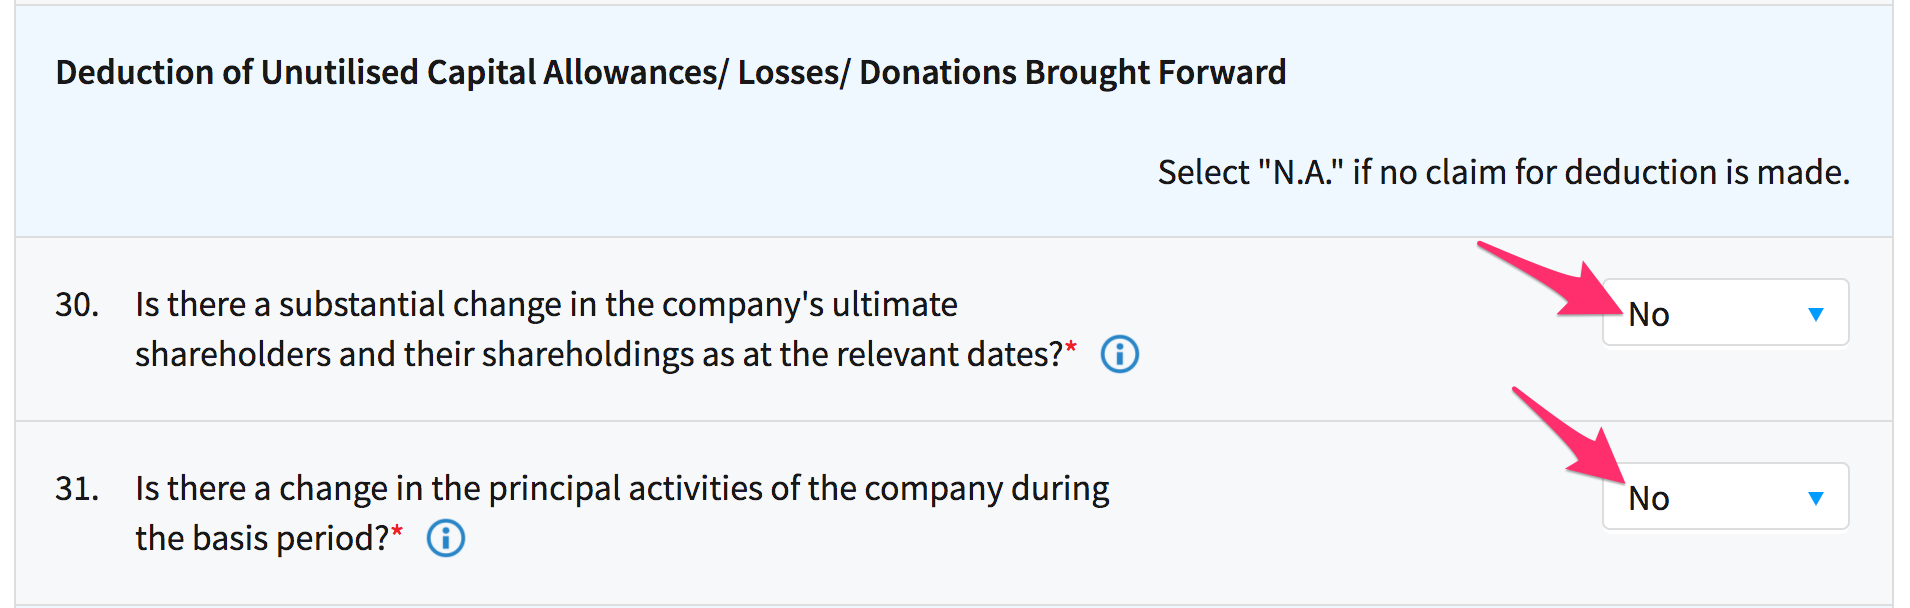 Deduction of Unutilised Capital Allowances/ Losses/ Donations Brought Forward
Select "N.A." if no claim for deduction is made.
30. Is there a substantial change in the company's ultimate
shareholders and their shareholdings as at the relevant dates?*
No
31. Is there a change in the principal activities of the company during
the basis period?*
No